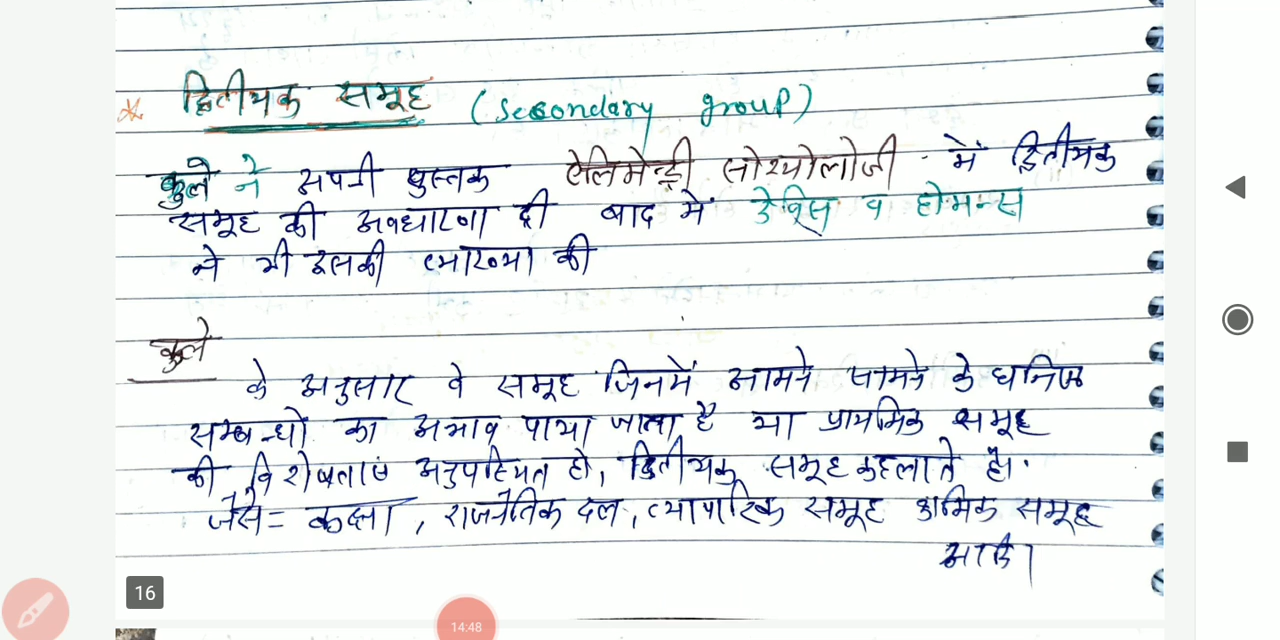 * द्वितीयक समूह (Secondary group)
कुले ने अपनी पुस्तक ऐलिमेन्ट्री सोश्योलोजी में द्वितीयक
समूह की अवधारणा दी बाद में डेविस व होमन्स
ने भी इसकी व्याख्या की
कुले
के अनुसार वे समूह जिनमें आमने सामने के घनिष्ठ
सम्बन्धों का अभाव पाया जाता है या प्राथमिक समूह
की विशेषताएं अनुपस्थित हो, द्वितीयक समूह कहलाते हैं।
जैसे = कक्षा, राजनैतिक दल, व्यापारिक समूह श्रमिक समूह
आदि।
16
14:48